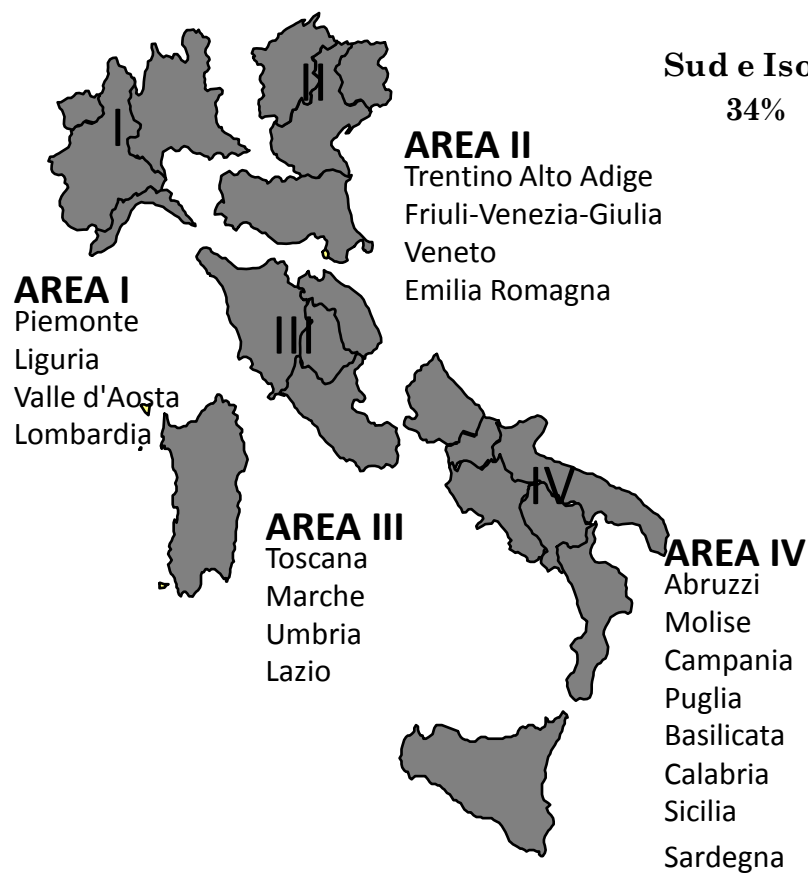 Sud e Iso
34%
I
II
AREA II
Trentino Alto Adige
Friuli-Venezia-Giulia
Veneto
Emilia Romagna
AREA I
Piemonte
Liguria
Valle d'Aosta
Lombardia
III
IV
AREA III
Toscana
Marche
Umbria
Lazio
AREA IV
Abruzzi
Molise
Campania
Puglia
Basilicata
Calabria
Sicilia
Sardegna